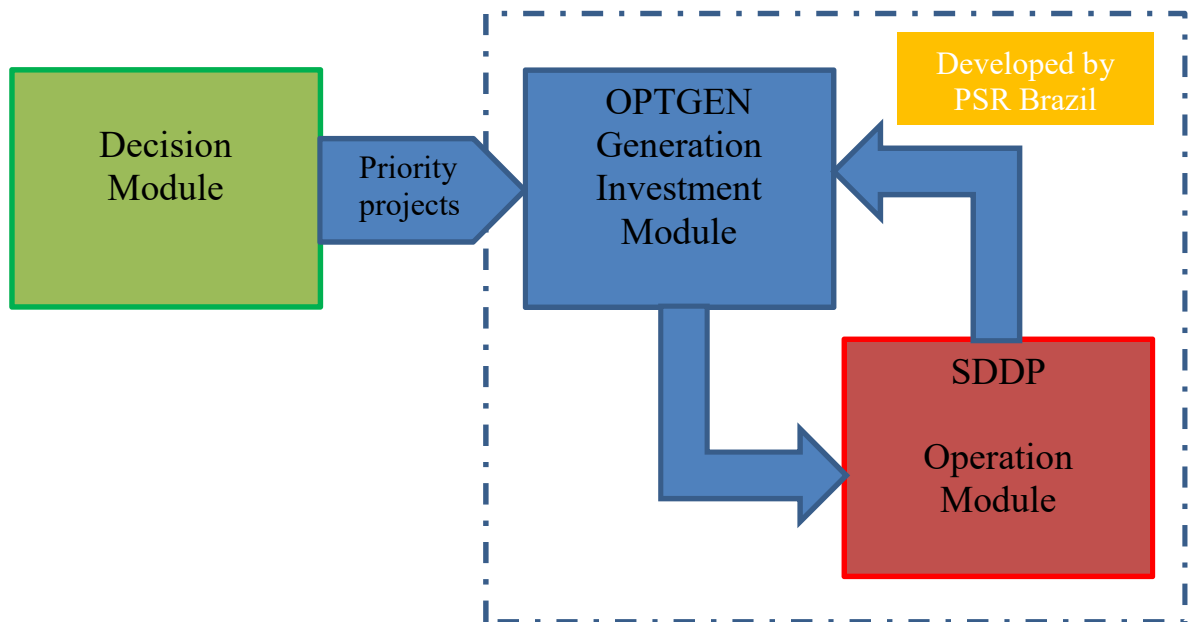 Decision
Module
Priority
projects
OPTGEN
Generation
Investment
Module
Developed by
PSR Brazil
SDDP
Operation
Module